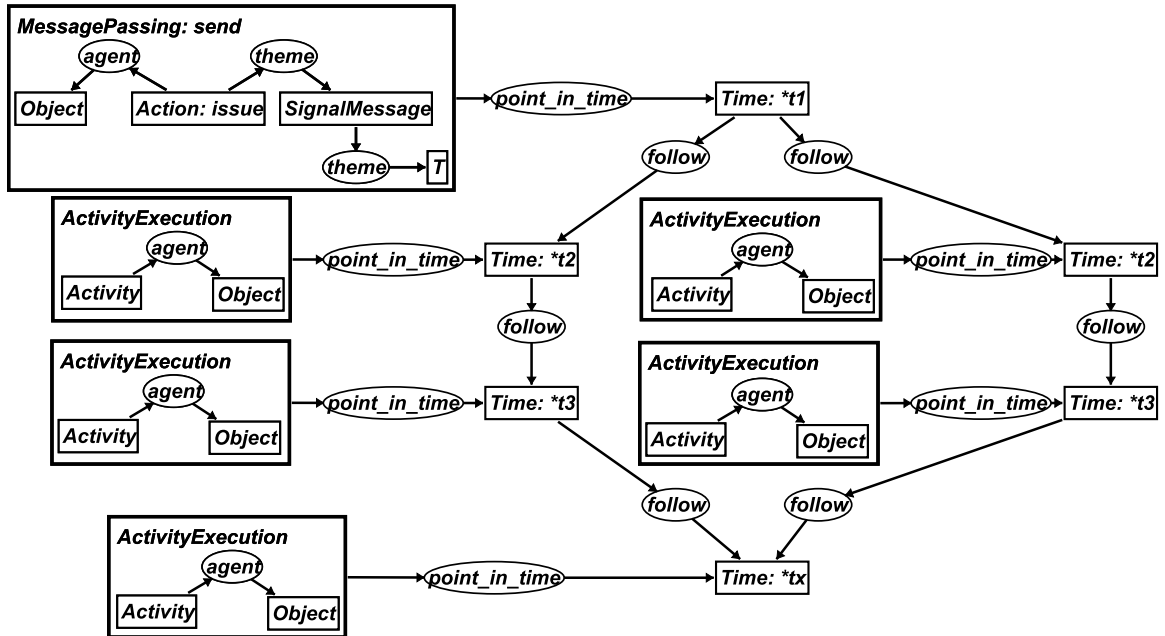 MessagePassing: send
agent
theme
Object
Action: issue
SignalMessage
point_in_time
Time: *t1
theme
T
follow
follow
ActivityExecution
agent
Activity
Object
point_in_time
Time: *t2
ActivityExecution
agent
Activity
Object
point_in_time
Time: *t2
follow
follow
ActivityExecution
agent
Activity
Object
point_in_time
Time: *t3
ActivityExecution
agent
Activity
Object
point_in_time
Time: *t3
follow
follow
ActivityExecution
agent
Activity
Object
point_in_time
Time: *tx